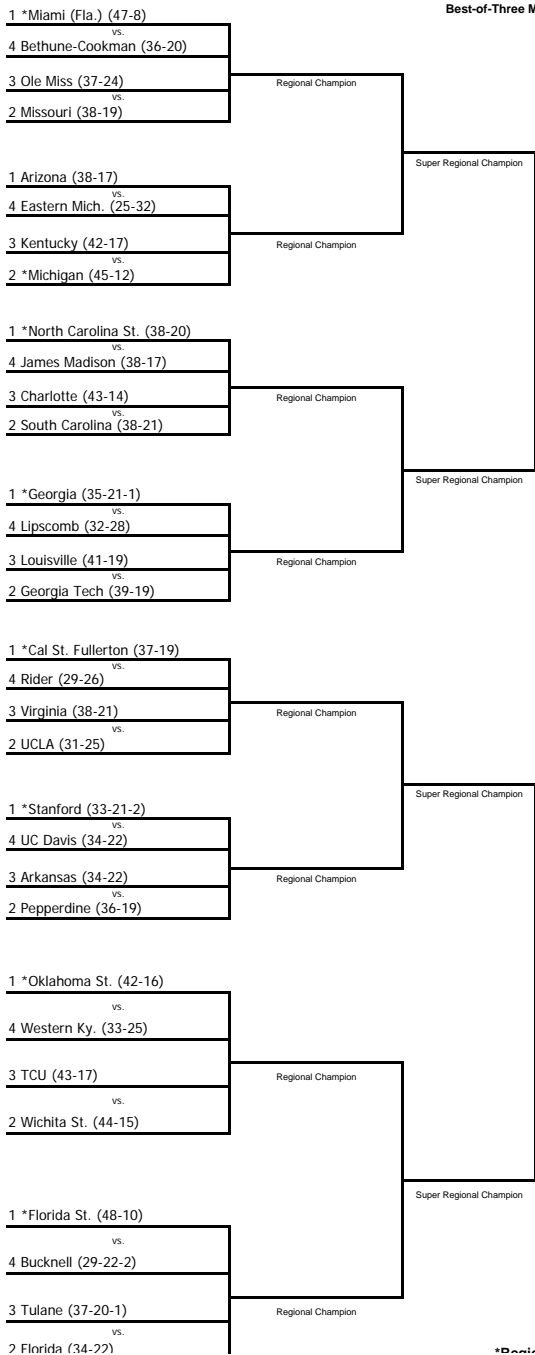 Best-of-Three M
1 *Miami (Fla.) (47-8)
vs.
4 Bethune-Cookman (36-20)
3 Ole Miss (37-24)
vs.
2 Missouri (38-19)
Regional Champion
Super Regional Champion
1 Arizona (38-17)
vs.
4 Eastern Mich. (25-32)
3 Kentucky (42-17)
vs.
2 *Michigan (45-12)
Regional Champion
1 *North Carolina St. (38-20)
vs.
4 James Madison (38-17)
3 Charlotte (43-14)
vs.
2 South Carolina (38-21)
Regional Champion
Super Regional Champion
1 *Georgia (35-21-1)
vs.
4 Lipscomb (32-28)
3 Louisville (41-19)
vs.
2 Georgia Tech (39-19)
Regional Champion
1 *Cal St. Fullerton (37-19)
vs.
4 Rider (29-26)
3 Virginia (38-21)
vs.
2 UCLA (31-25)
Regional Champion
Super Regional Champion
1 *Stanford (33-21-2)
vs.
4 UC Davis (34-22)
3 Arkansas (34-22)
vs.
2 Pepperdine (36-19)
Regional Champion
1 *Oklahoma St. (42-16)
vs.
4 Western Ky. (33-25)
3 TCU (43-17)
vs.
2 Wichita St. (44-15)
Regional Champion
Super Regional Champion
1 *Florida St. (48-10)
vs.
4 Bucknell (29-22-2)
3 Tulane (37-20-1)
vs.
2 Florida (34-22)
Regional Champion
*Regio